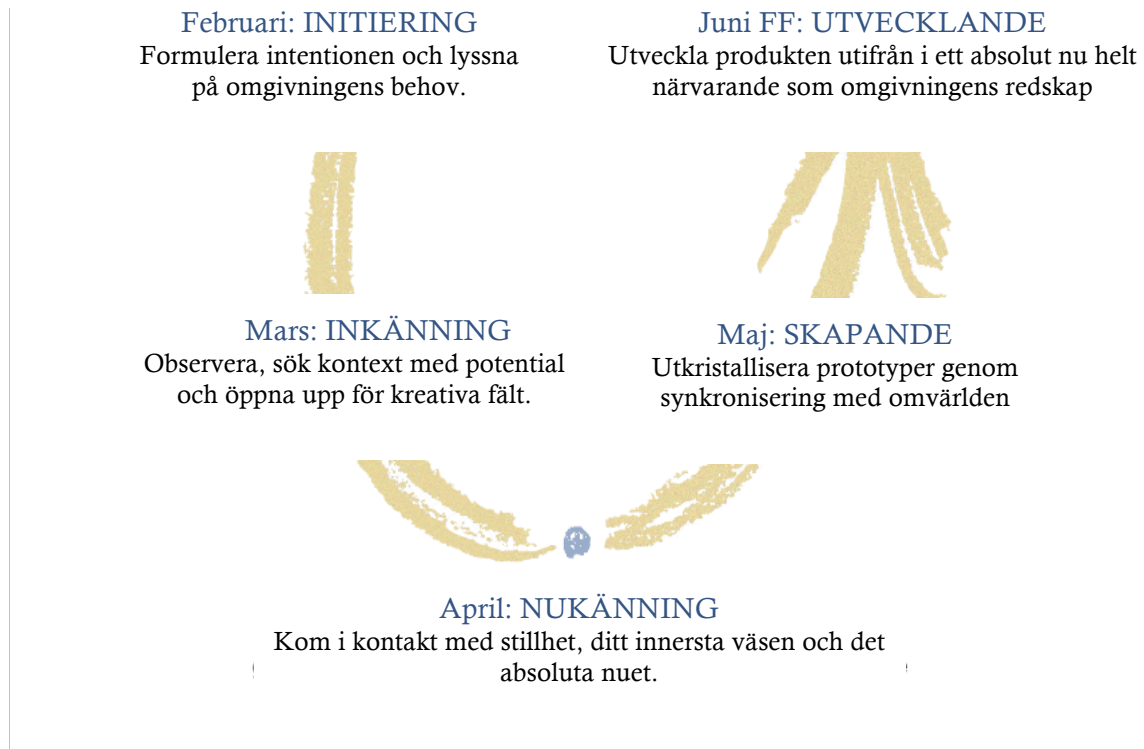 Februari: INITIERING
Formulera intentionen och lyssna
på omgivningens behov.
Juni FF: UTVECKLANDE
Utveckla produkten utifrån i ett absolut nu helt
närvarande som omgivningens redskap
Mars: INKÄNNING
Observera, sök kontext med potential
och öppna upp för kreativa fält.
Maj: SKAPANDE
Utkristallisera prototyper genom
synkronisering med omvärlden
April: NUKÄNNING
Kom i kontakt med stillhet, ditt innersta väsen och det
absoluta nuet.